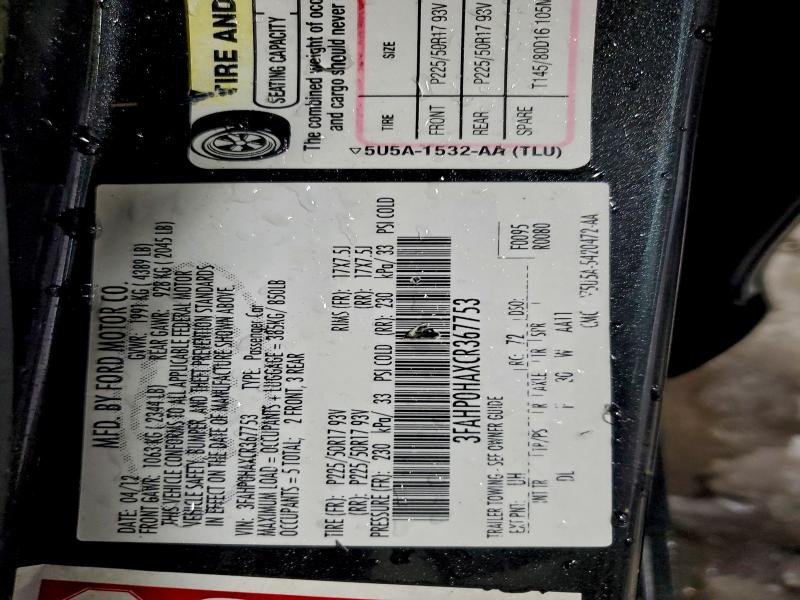 TIRE AND
SEATING CAPACITY
The combined weight of occ
and cargo should never
TIRE SIZE
FRONT P225/50R17 93V
REAR P225/50R17 93V
SPARE T145/80D16 105M
5U5A-1532-AA (TLU)
MFD. BY FORD MOTOR CO.
DATE: 04/12 GVWR: 1991 KG ( 4389 LB)
FRONT GAWR: 1063 KG ( 2344 LB) REAR GAWR: 928 KG ( 2045 LB)
THIS VEHICLE CONFORMS TO ALL APPLICABLE FEDERAL MOTOR
VEHICLE SAFETY, BUMPER, AND THEFT PREVENTION STANDARDS
IN EFFECT ON THE DATE OF MANUFACTURE SHOWN ABOVE
VIN: 3FAHP0HAXCR367753 TYPE: Passenger Car
MAXIMUM LOAD = OCCUPANTS + LUGGAGE = 385KG/ 850LB
OCCUPANTS = 5 TOTAL; 2 FRONT, 3 REAR
TIRE (FR): P225/50R17 93V RIMS (FR): 17X7.5J
(RR): P225/50R17 93V (RR): 17X7.5J
PRESSURE (FR): 230 kPa/ 33 PSI COLD (RR): 230 kPa/ 33 PSI COLD
3FAHP0HAXCR367753
TRAILER TOWING - SEE OWNER GUIDE
F0095
R0080
EXT PNT: UH RC: 72 DSO:
INT TR TP/PS R AXLE TR SPR
DL F 30 W AA11
CMC 5U5A-5420472-AA